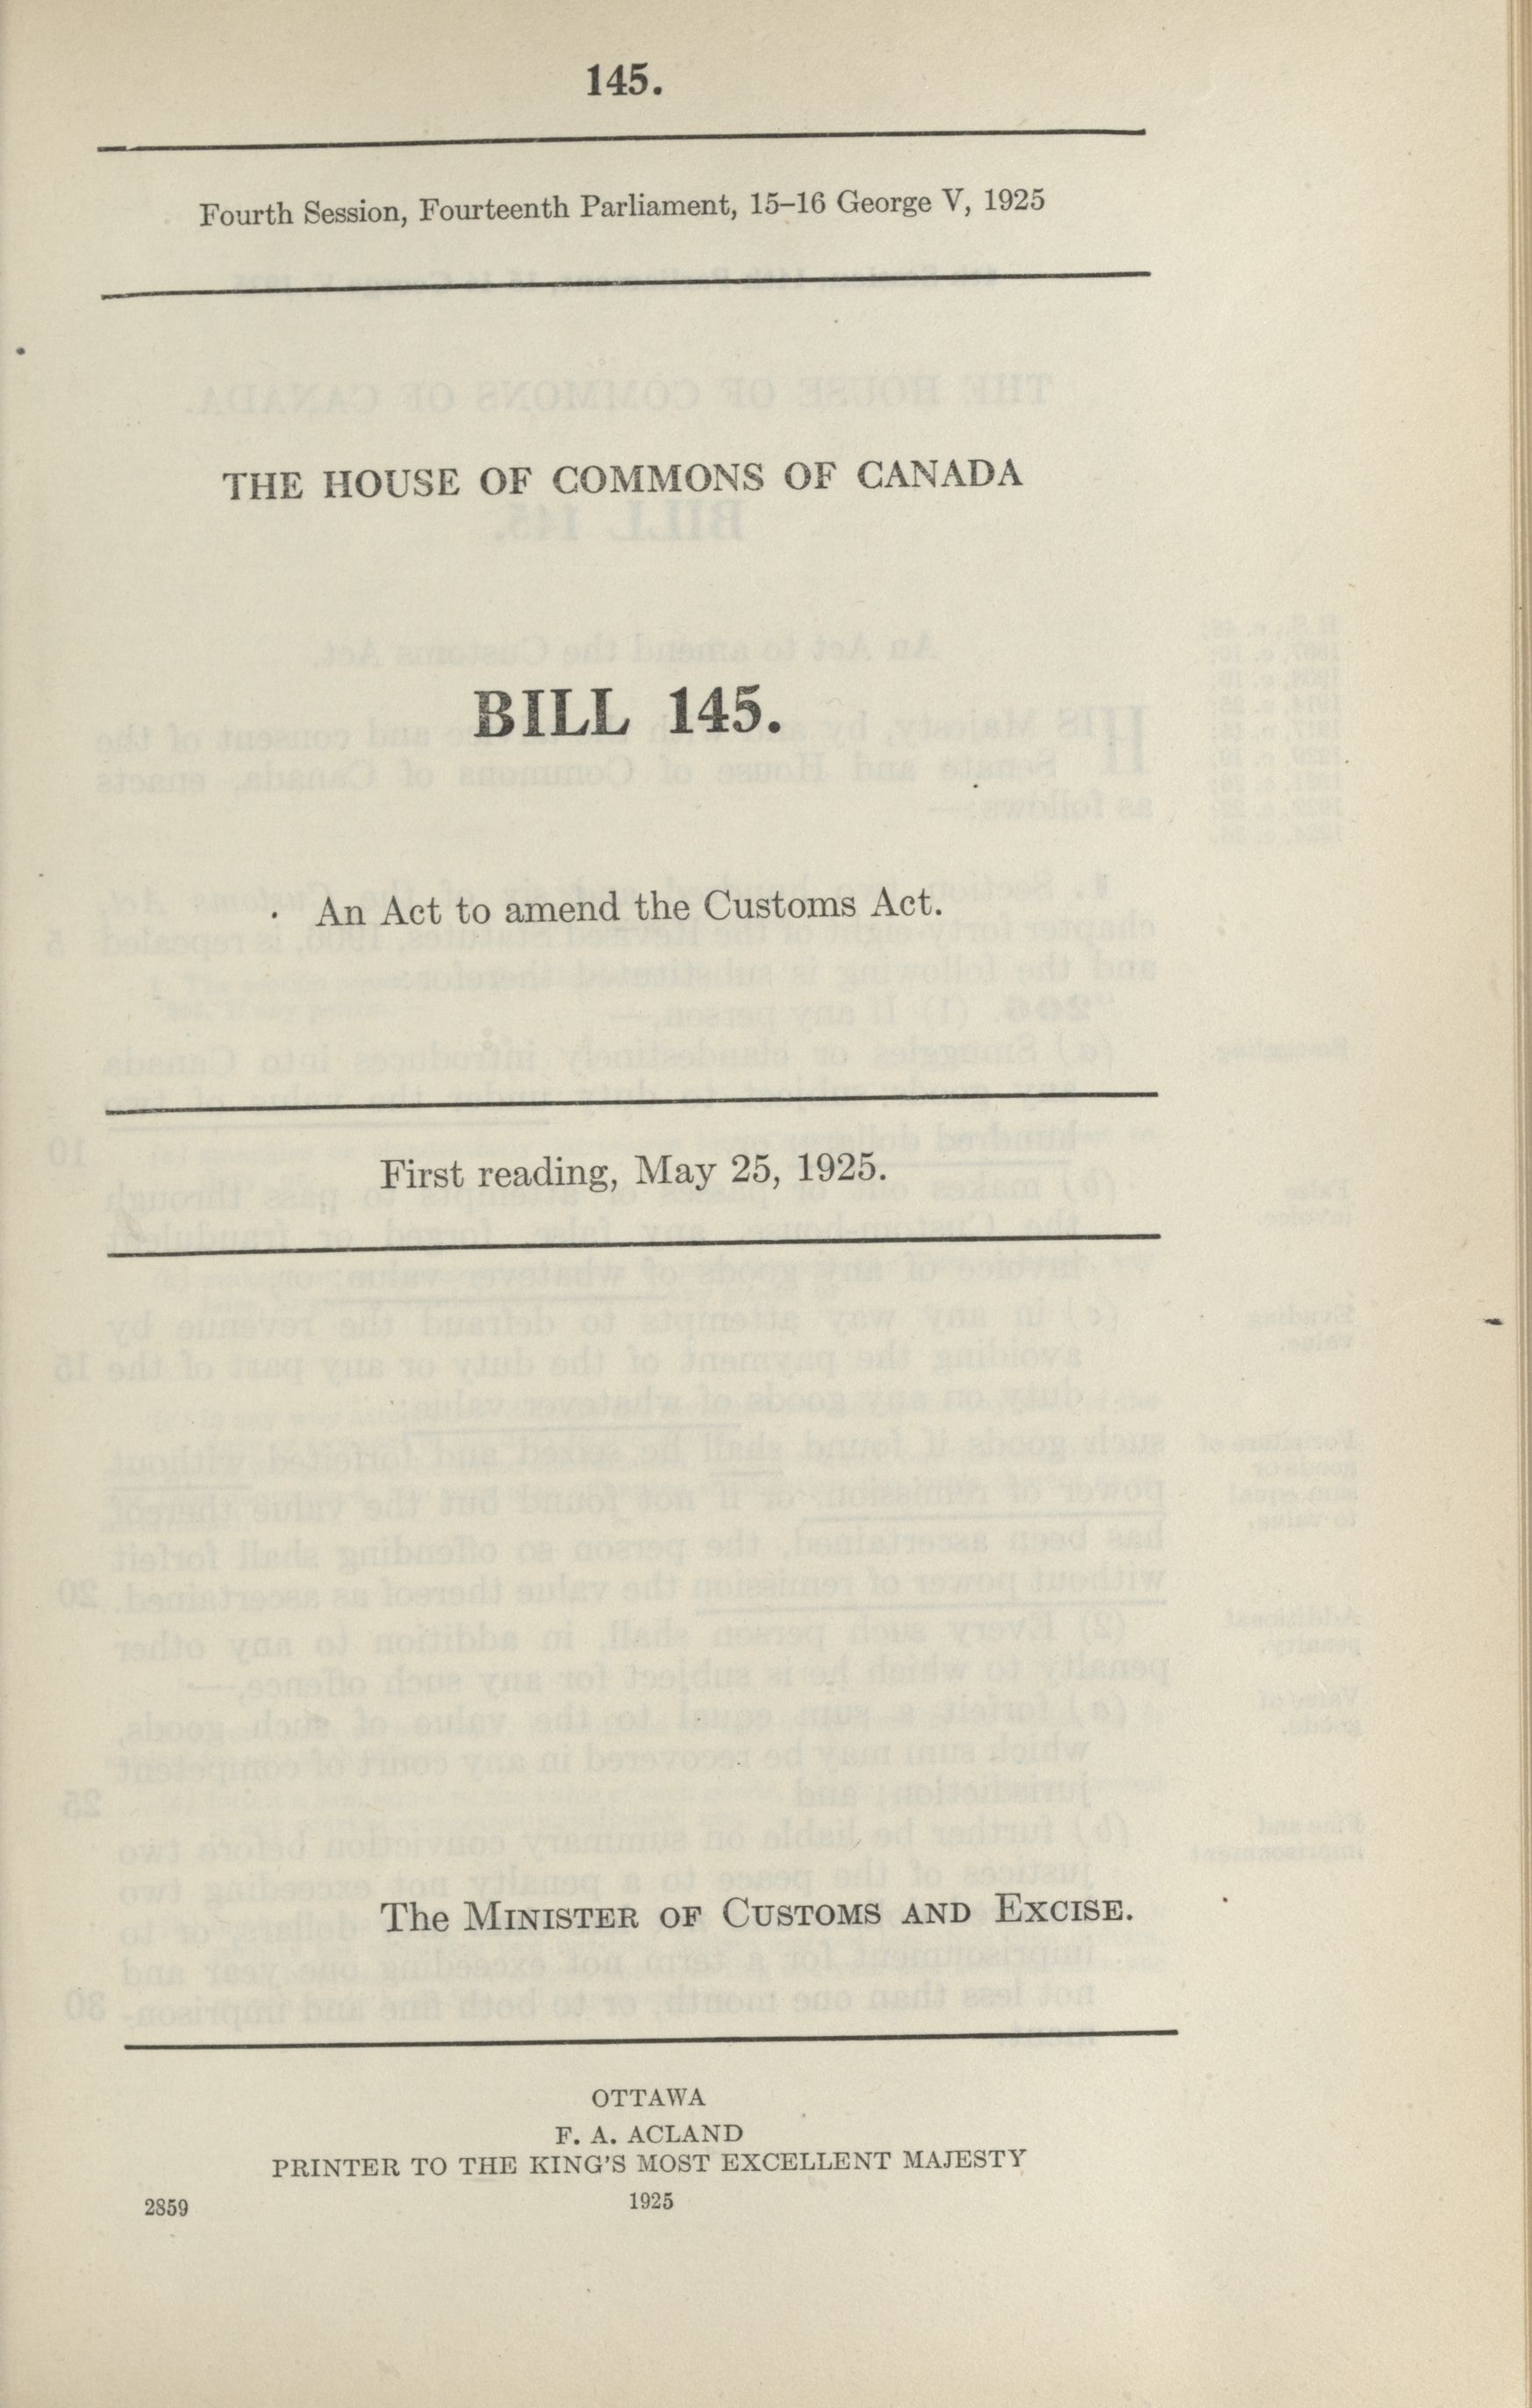 145.
Fourth Session, Fourteenth Parliament, 15–16 George V, 1925
THE HOUSE OF COMMONS OF CANADA
BILL 145.
An Act to amend the Customs Act.
First reading, May 25, 1925.
The MINISTER OF CUSTOMS AND EXCISE.
OTTAWA
F. A. ACLAND
PRINTER TO THE KING'S MOST EXCELLENT MAJESTY
1925
2859